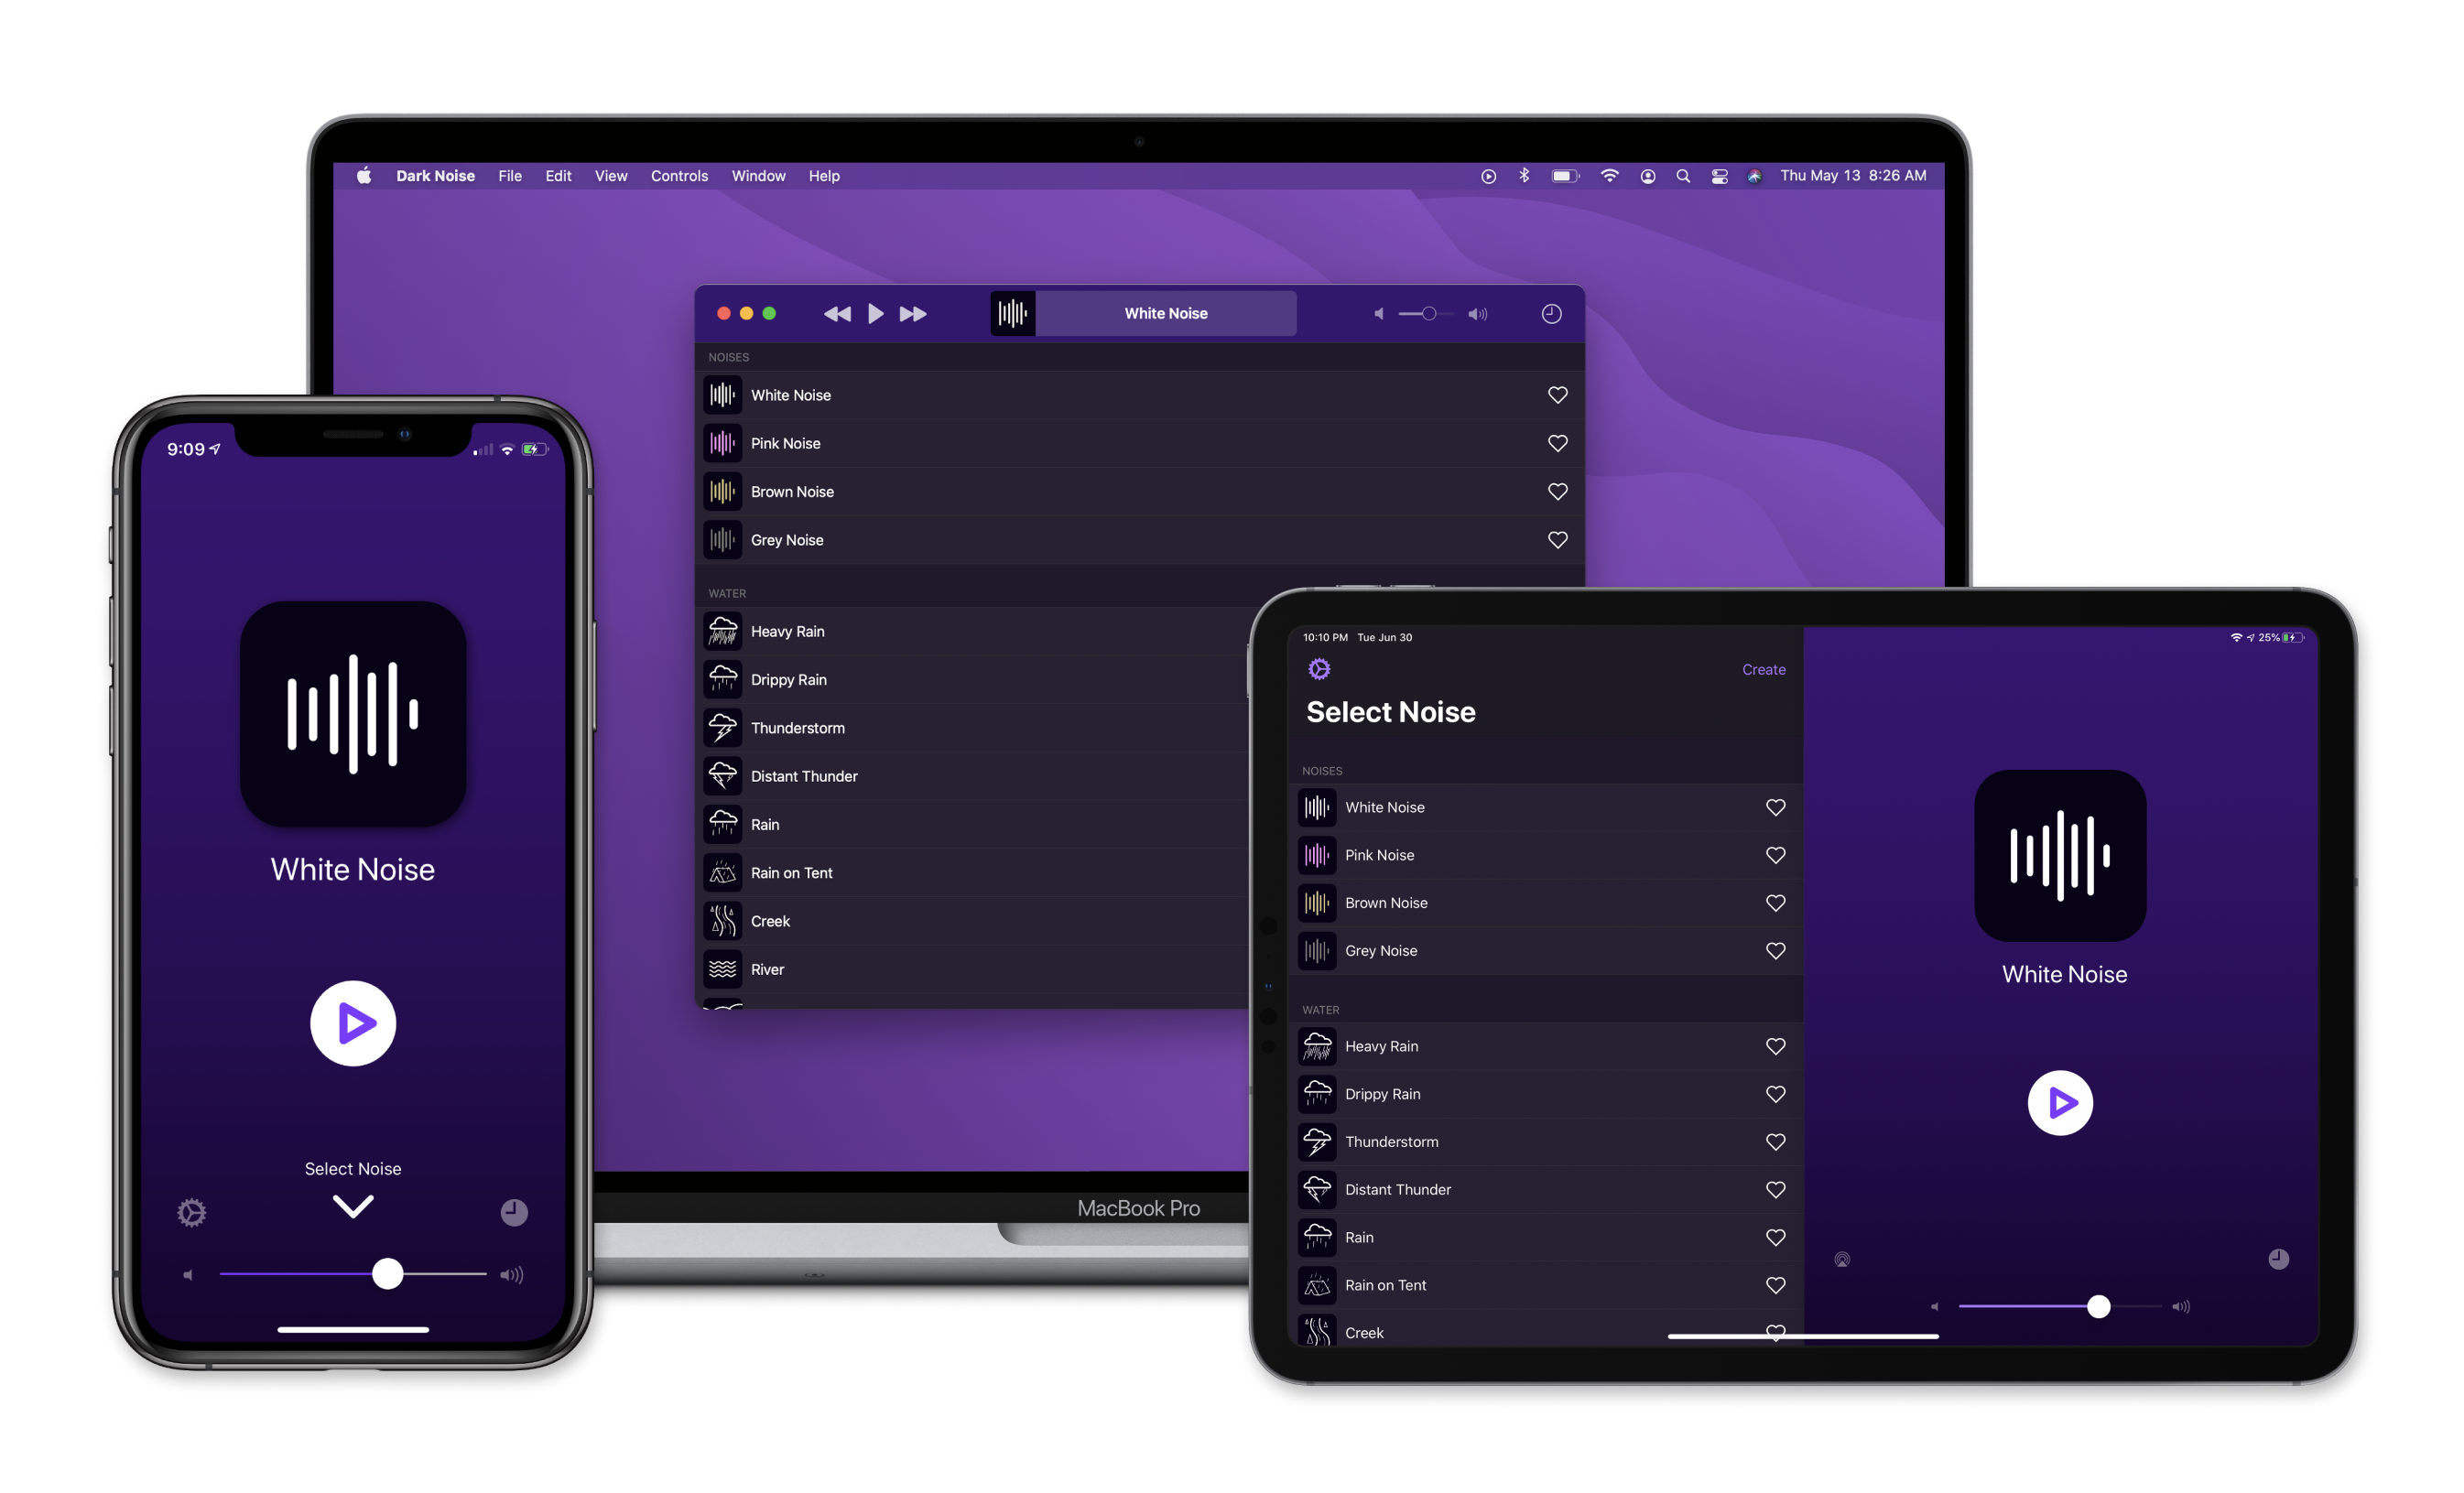 Dark Noise File Edit View Controls Window Help Thu May 13 8:26 AM
White Noise
NOISES
White Noise
Pink Noise
Brown Noise
Grey Noise
WATER
Heavy Rain
Drippy Rain
Thunderstorm
Distant Thunder
Rain
Rain on Tent
Creek
River
MacBook Pro
9:09
White Noise
Select Noise
10:10 PM Tue Jun 30 25%
Create
Select Noise
NOISES
White Noise
Pink Noise
Brown Noise
Grey Noise
WATER
Heavy Rain
Drippy Rain
Thunderstorm
Distant Thunder
Rain
Rain on Tent
Creek
White Noise